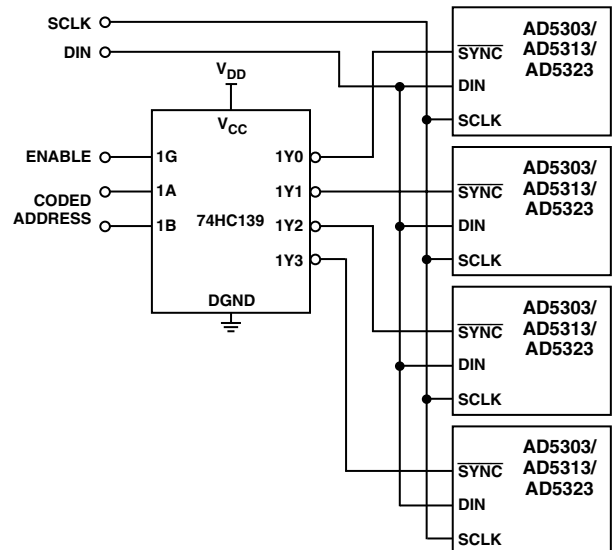 SCLK
DIN
VDD
VCC
ENABLE
CODED
ADDRESS
1G
1A
1B
74HC139
1Y0
1Y1
1Y2
1Y3
DGND
AD5303/
AD5313/
AD5323
SYNC
DIN
SCLK
AD5303/
AD5313/
AD5323
SYNC
DIN
SCLK
AD5303/
AD5313/
AD5323
SYNC
DIN
SCLK
AD5303/
AD5313/
AD5323
SYNC
DIN
SCLK